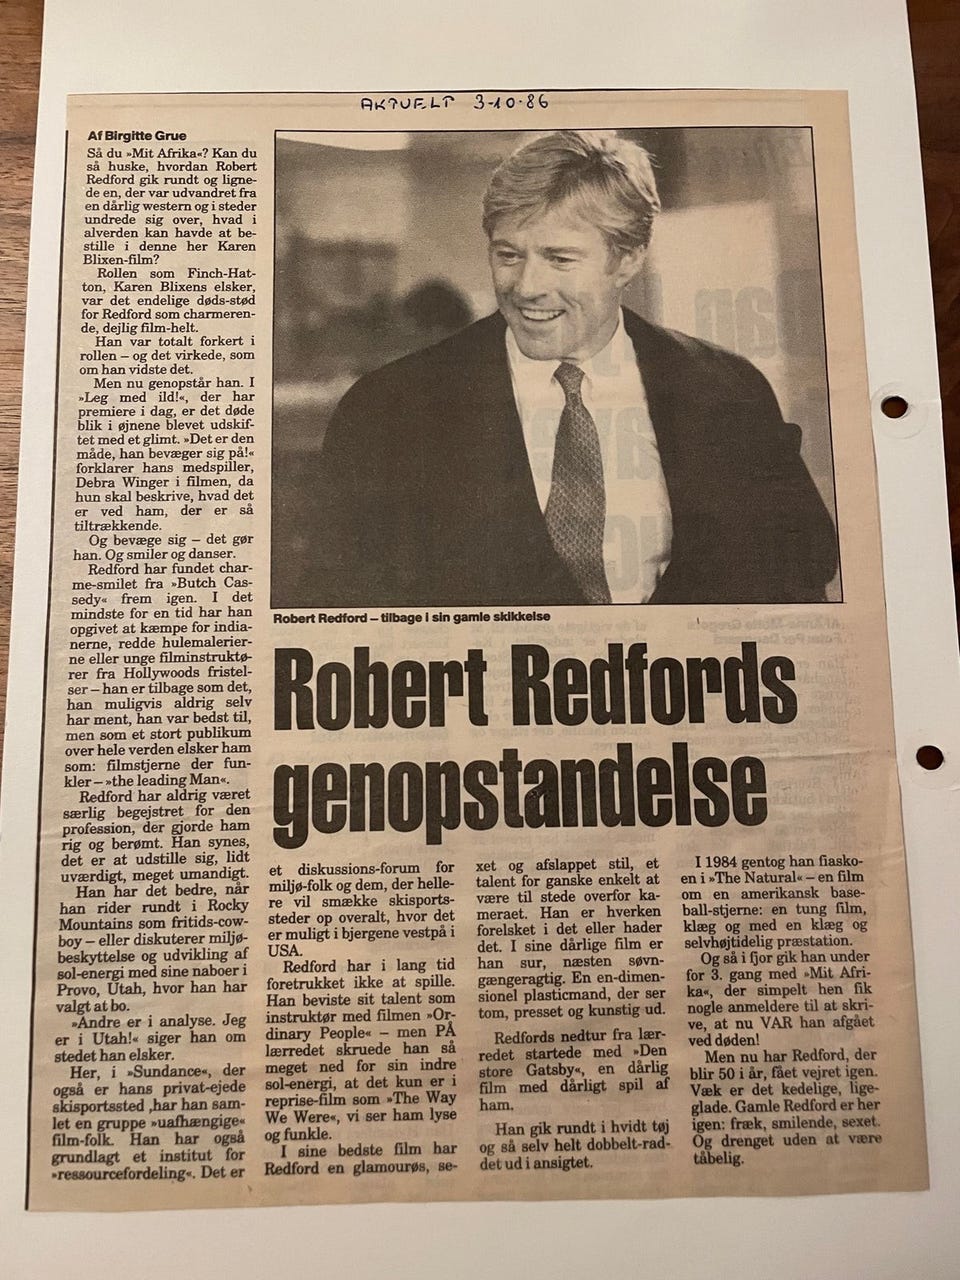 AKTUELT 3-10-86
Af Birgitte Grue
Så du »Mit Afrika«? Kan du
så huske, hvordan Robert
Redford gik rundt og ligne-
de en, der var udvandret fra
en dårlig western og i steder
undrede sig over, hvad i
alverden kan havde at be-
stille i denne her Karen
Blixen-film?
Rollen som Finch-Hat-
ton, Karen Blixens elsker,
var det endelige døds-stød
for Redford som charmeren-
de, dejlig film-helt.
Han var totalt forkert i
rollen – og det virkede, som
om han vidste det.
Men nu genopstår han. I
»Leg med ild!«, der har
premiere i dag, er det døde
blik i øjnene blevet udskif-
tet med et glimt. »Det er den
måde, han bevæger sig på!«
forklarer hans medspiller,
Debra Winger i filmen, da
hun skal beskrive, hvad det
er ved ham, der er så
tiltrækkende.
Og bevæge sig – det gør
han. Og smiler og danser.
Redford har fundet char-
me-smilet fra »Butch Cas-
sedy« frem igen. I det
mindste for en tid har han
opgivet at kæmpe for india-
nerne, redde hulemalerier-
ne eller unge filminstruktø-
rer fra Hollywoods fristel-
ser – han er tilbage som det,
han muligvis aldrig selv
har ment, han var bedst til,
men som et stort publikum
over hele verden elsker ham
som: filmstjerne der fun-
kler – »the leading Man«.
Redford har aldrig været
særlig begejstret for den
profession, der gjorde ham
rig og berømt. Han synes,
det er at udstille sig, lidt
uværdigt, meget umandigt.
Han har det bedre, når
han rider rundt i Rocky
Mountains som fritids-cow-
boy – eller diskuterer miljø-
beskyttelse og udvikling af
sol-energi med sine naboer i
Provo, Utah, hvor han har
valgt at bo.
»Andre er i analyse. Jeg
er i Utah!« siger han om
stedet han elsker.
Her, i »Sundance«, der
også er hans privat-ejede
skisportssted ,har han sam-
let en gruppe »uafhængige«
film-folk. Han har også
grundlagt et institut for
»ressourcefordeling«. Det er
Robert Redford – tilbage i sin gamle skikkelse
Robert Redfords
genopstandelse
et diskussions-forum for
miljø-folk og dem, der helle-
re vil smække skisports-
steder op overalt, hvor det
er muligt i bjergene vestpå i
USA.
Redford har i lang tid
foretrukket ikke at spille.
Han beviste sit talent som
instruktør med filmen »Or-
dinary People« – men PÅ
lærredet skruede han så
meget ned for sin indre
sol-energi, at det kun er i
reprise-film som »The Way
We Were«, vi ser ham lyse
og funkle.
I sine bedste film har
Redford en glamourøs, se-
xet og afslappet stil, et
talent for ganske enkelt at
være til stede overfor ka-
meraet. Han er hverken
forelsket i det eller hader
det. I sine dårlige film er
han sur, næsten søvn-
gængeragtig. En en-dimen-
sionel plasticmand, der ser
tom, presset og kunstig ud.
Redfords nedtur fra lær-
redet startede med »Den
store Gatsby«, en dårlig
film med dårligt spil af
ham.
Han gik rundt i hvidt tøj
og så selv helt dobbelt-rad-
det ud i ansigtet.
I 1984 gentog han fiasko-
en i »The Natural« – en film
om en amerikansk base-
ball-stjerne: en tung film,
klæg og med en klæg og
selvhøjtidelig præstation.
Og så i fjor gik han under
for 3. gang med »Mit Afri-
ka«, der simpelt hen fik
nogle anmeldere til at skri-
ve, at nu VAR han afgået
ved døden!
Men nu har Redford, der
blir 50 i år, fået vejret igen.
Væk er det kedelige, lige-
glade. Gamle Redford er her
igen: fræk, smilende, sexet.
Og drenget uden at være
tåbelig.